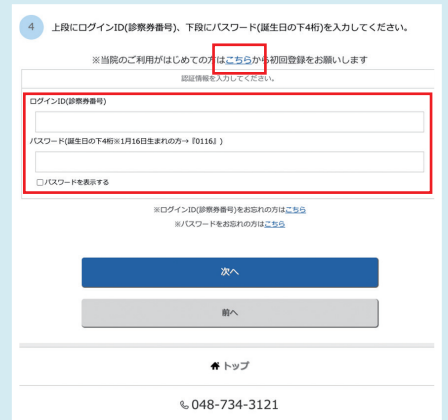 4 上段にログインID(診察券番号)、下段にパスワード(誕生日の下4桁)を入力してください。
※当院のご利用がはじめての方はこちらから初回登録をお願いします
認証情報を入力してください。
ログインID(診察券番号)
パスワード(誕生日の下4桁※1月16日生まれの方→『0116』)
パスワードを表示する
※ログインID(診察券番号)をお忘れの方はこちら
※パスワードをお忘れの方はこちら
次へ
前へ
トップ
048-734-3121